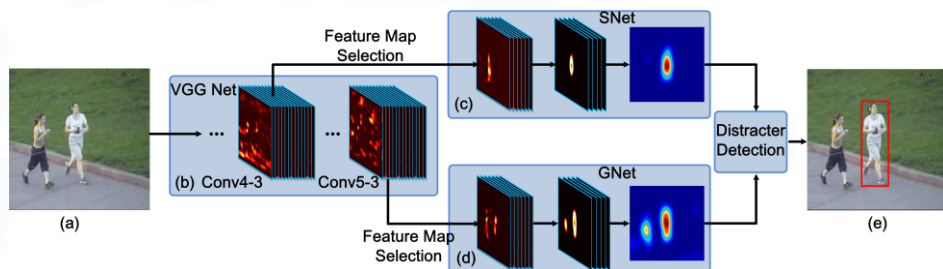 SNet
Feature Map
Selection
VGG Net
(c)
(b) Conv4-3
Conv5-3
Distracter
Detection
(a)
(e)
GNet
Feature Map
Selection
(d)